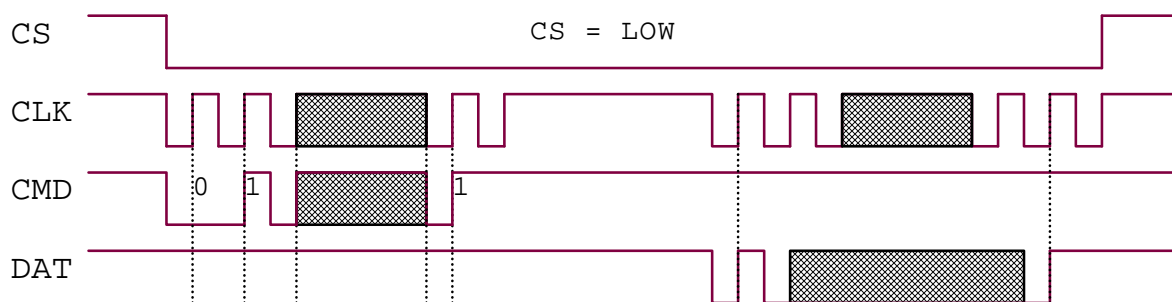 CS
CS = LOW
CLK
CMD
0
1
1
DAT